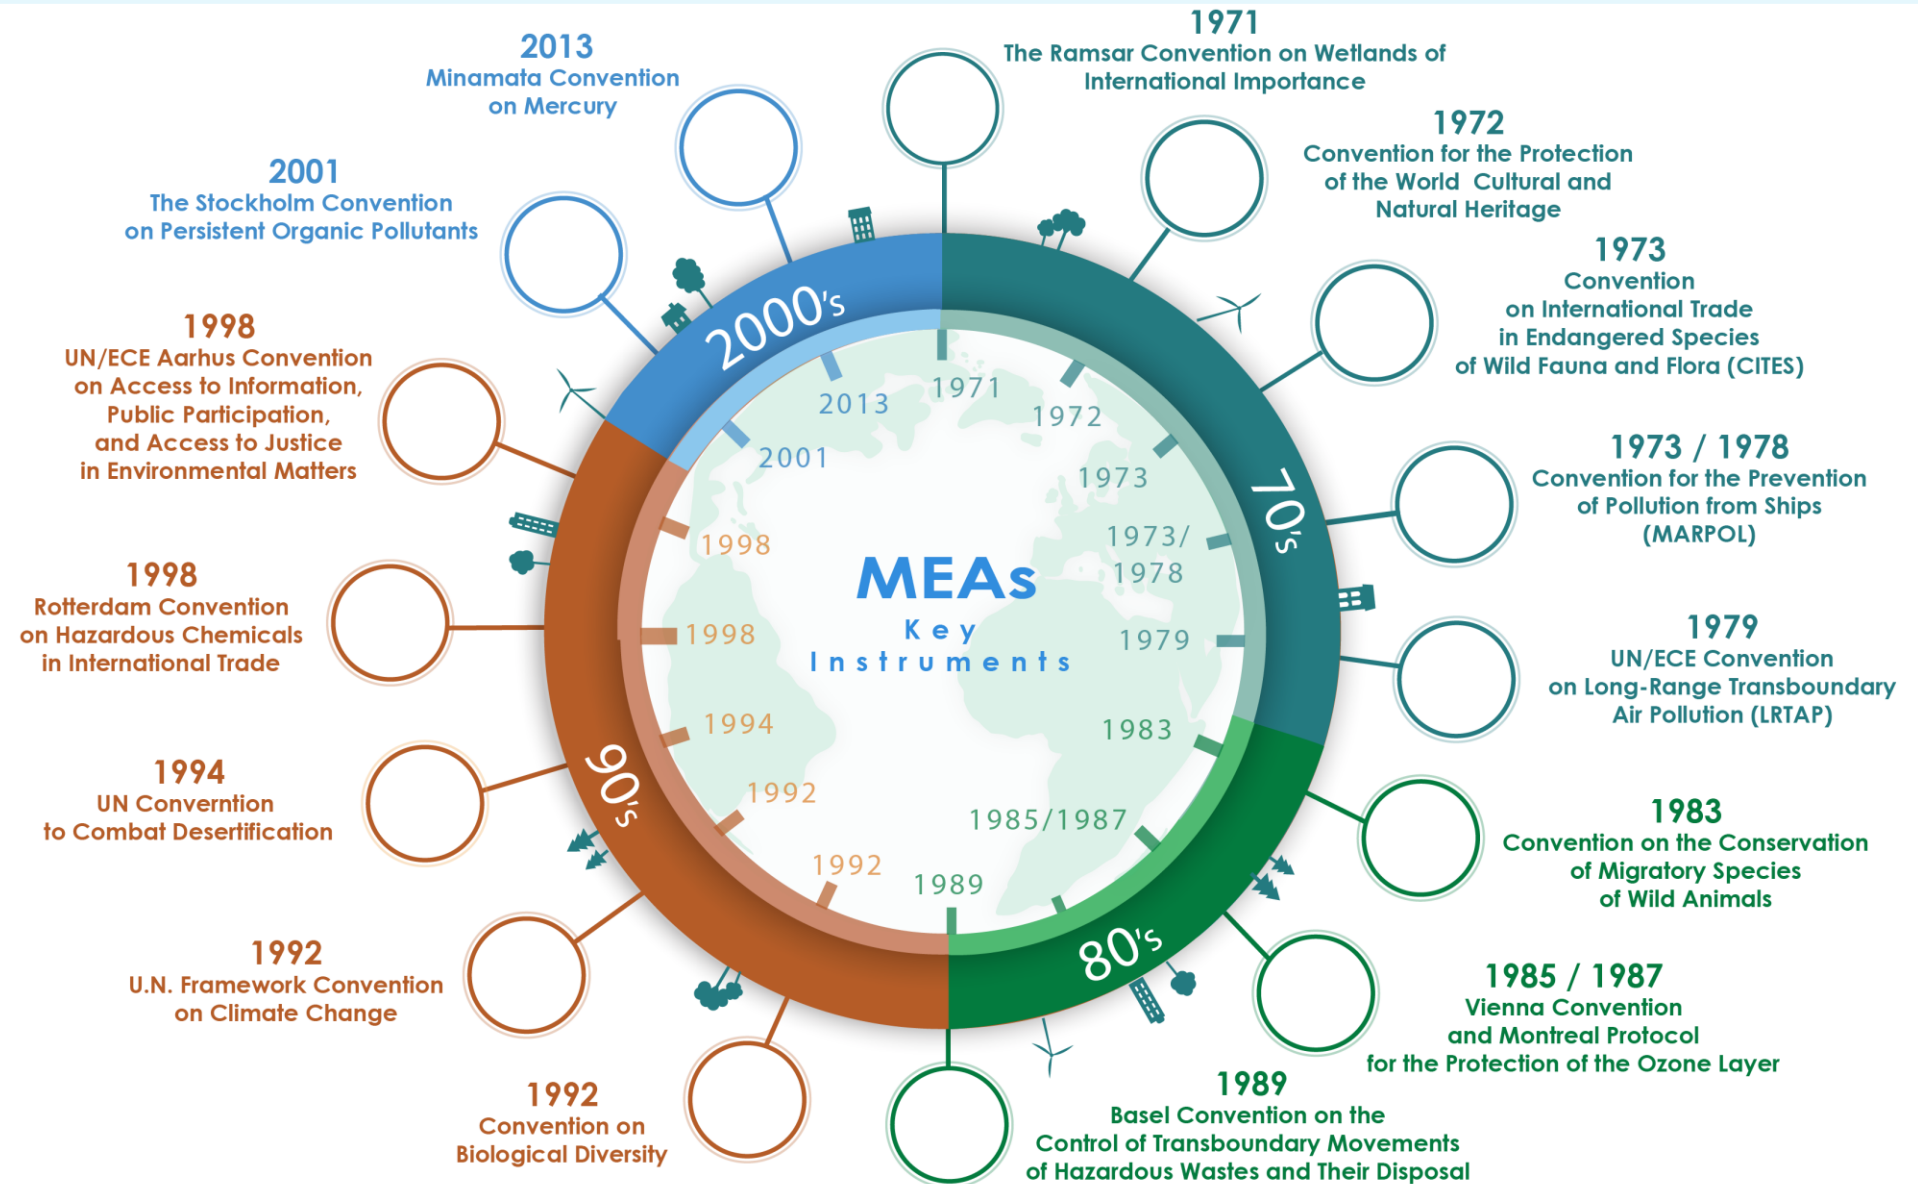 1971
The Ramsar Convention on Wetlands of
International Importance
1972
Convention for the Protection
of the World Cultural and
Natural Heritage
1973
Convention
on International Trade
in Endangered Species
of Wild Fauna and Flora (CITES)
1973 / 1978
Convention for the Prevention
of Pollution from Ships
(MARPOL)
1979
UN/ECE Convention
on Long-Range Transboundary
Air Pollution (LRTAP)
1983
Convention on the Conservation
of Migratory Species
of Wild Animals
1985 / 1987
Vienna Convention
and Montreal Protocol
for the Protection of the Ozone Layer
1989
Basel Convention on the
Control of Transboundary Movements
of Hazardous Wastes and Their Disposal
1992
Convention on
Biological Diversity
1992
U.N. Framework Convention
on Climate Change
1994
UN Converntion
to Combat Desertification
1998
Rotterdam Convention
on Hazardous Chemicals
in International Trade
1998
UN/ECE Aarhus Convention
on Access to Information,
Public Participation,
and Access to Justice
in Environmental Matters
2001
The Stockholm Convention
on Persistent Organic Pollutants
2013
Minamata Convention
on Mercury
70's
80's
90's
2000's
1971
1972
1973
1973/
1978
1979
1983
1985/1987
1989
1992
1992
1994
1998
1998
2001
2013
MEAs
Key
Instruments